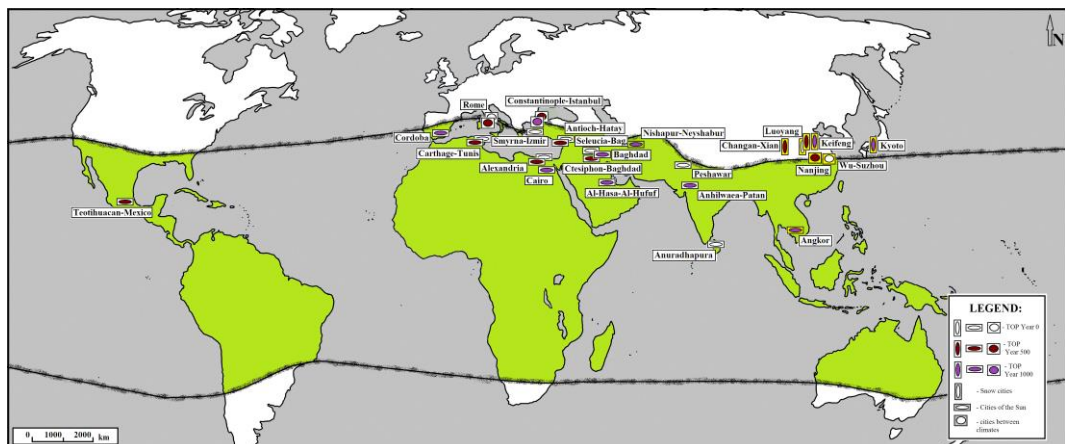 N
Rome
Constantinople-Istanbul
Cordoba
Antioch-Hatay
Nishapur-Neyshabur
Luoyang
Smyrna-Izmir
Seleucia-Bag
Changan-Xian
Keifeng
Kyoto
Carthage-Tunis
Baghdad
Alexandria
Ctesiphon-Baghdad
Peshawar
Nanjing
Wu-Suzhou
Cairo
Al-Hasa-Al-Hufuf
Anhilwaea-Patan
Teotihuacan-Mexico
Angkor
Anuradhapura
LEGEND:
- TOP Year 0
- TOP
Year 500
- TOP
Year 1000
- Snow cities
- Cities of the Sun
- cities between
climates
0 1000 2000 km